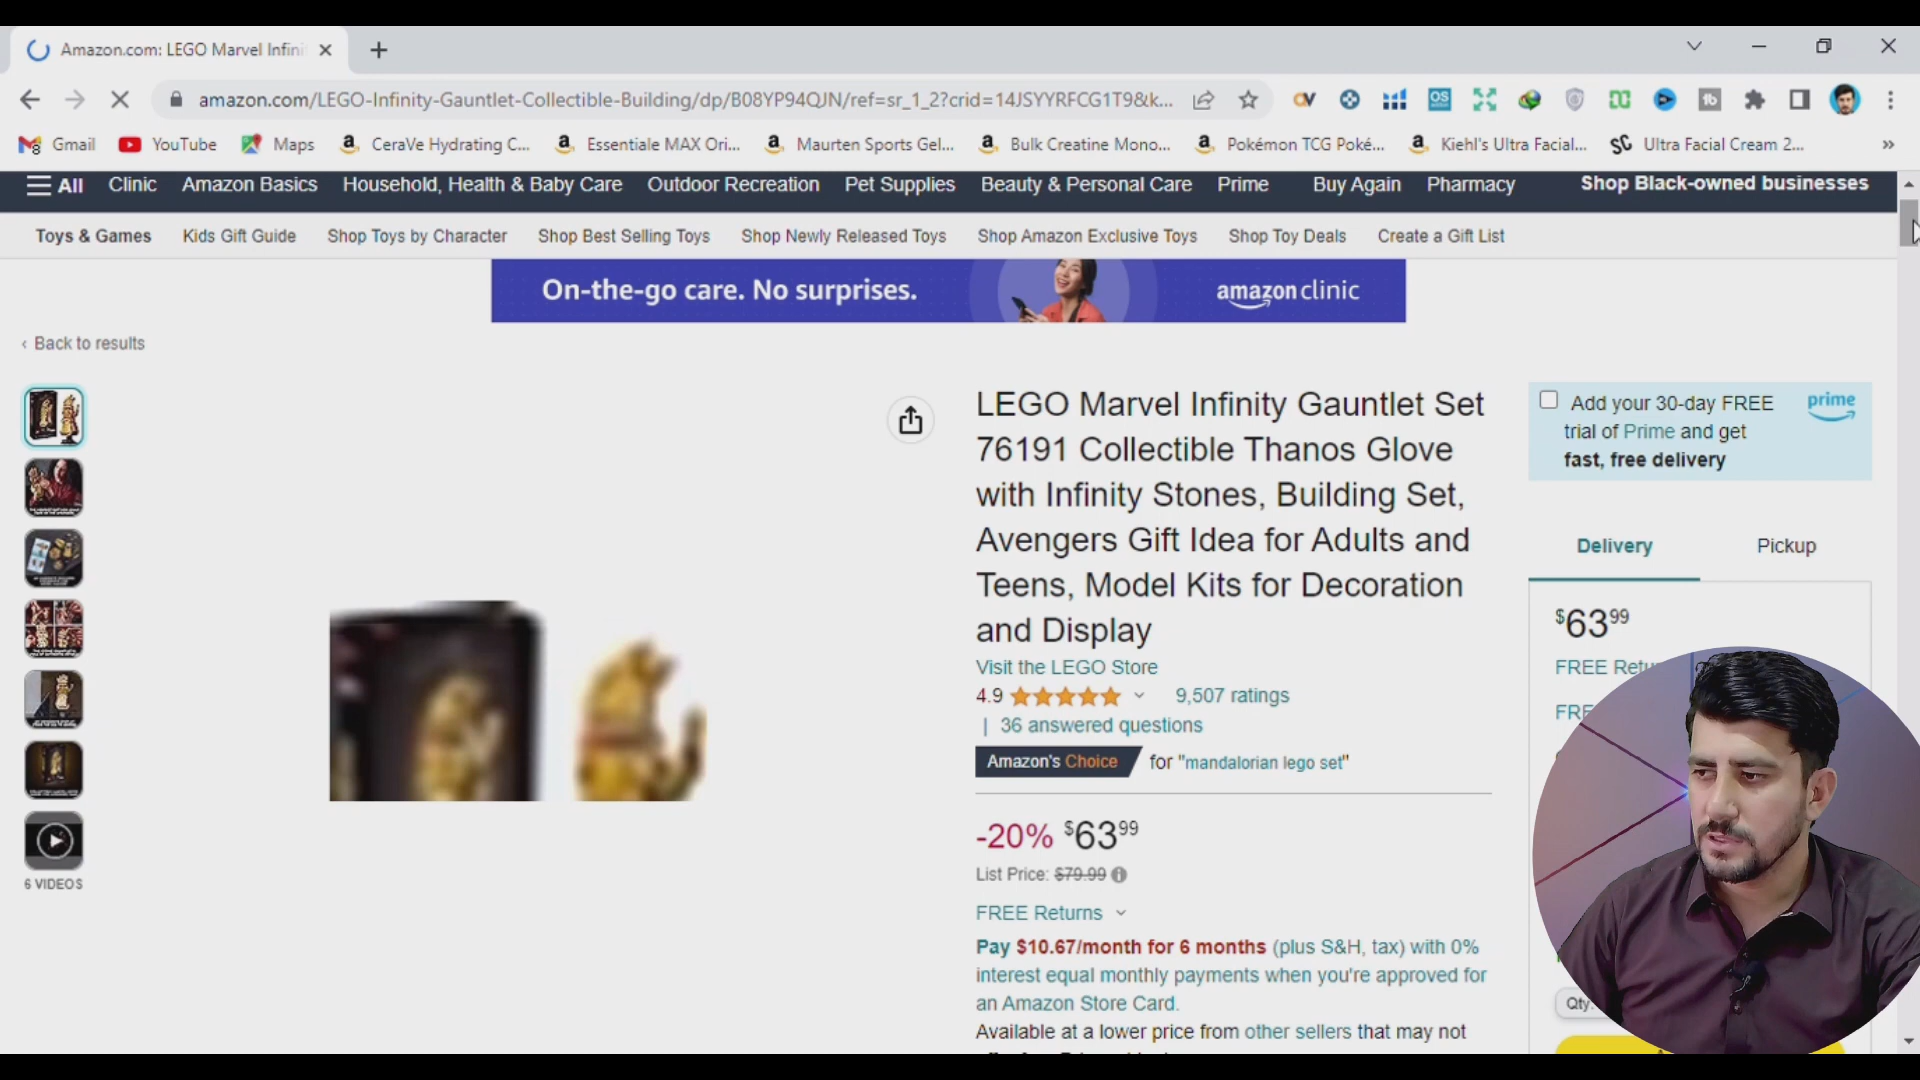 Amazon.com: LEGO Marvel Infini
amazon.com/LEGO-Infinity-Gauntlet-Collectible-Building/dp/B08YP94QJN/ref=sr_1_2?crid=14JSYYRFCG1T9&k...
Gmail YouTube Maps CeraVe Hydrating C... Essentiale MAX Ori... Maurten Sports Gel... Bulk Creatine Mono... Pokémon TCG Poké... Kiehl's Ultra Facial... Ultra Facial Cream 2...
All Clinic Amazon Basics Household, Health & Baby Care Outdoor Recreation Pet Supplies Beauty & Personal Care Prime Buy Again Pharmacy Shop Black-owned businesses
Toys & Games Kids Gift Guide Shop Toys by Character Shop Best Selling Toys Shop Newly Released Toys Shop Amazon Exclusive Toys Shop Toy Deals Create a Gift List
On-the-go care. No surprises. amazon clinic
‹ Back to results
6 VIDEOS
LEGO Marvel Infinity Gauntlet Set
76191 Collectible Thanos Glove
with Infinity Stones, Building Set,
Avengers Gift Idea for Adults and
Teens, Model Kits for Decoration
and Display
Visit the LEGO Store
4.9 9,507 ratings
| 36 answered questions
Amazon's Choice for "mandalorian lego set"
-20% $63 99
List Price: $79.99
FREE Returns
Pay $10.67/month for 6 months (plus S&H, tax) with 0%
interest equal monthly payments when you're approved for
an Amazon Store Card.
Available at a lower price from other sellers that may not
Add your 30-day FREE
trial of Prime and get
fast, free delivery
prime
Delivery Pickup
$63 99
FREE
Qty: